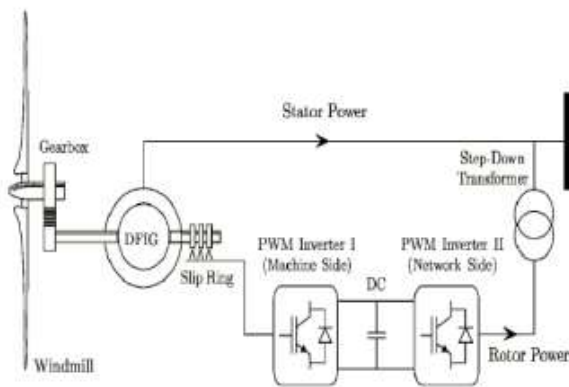 Stator Power
Gearbox
Step-Down
Transformer
DFIG
PWM Inverter I
(Machine Side)
PWM Inverter II
(Network Side)
Slip Ring
DC
Rotor Power
Windmill